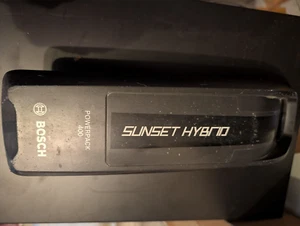 SUNSET HYBRID
POWERPACK
400
BOSCH